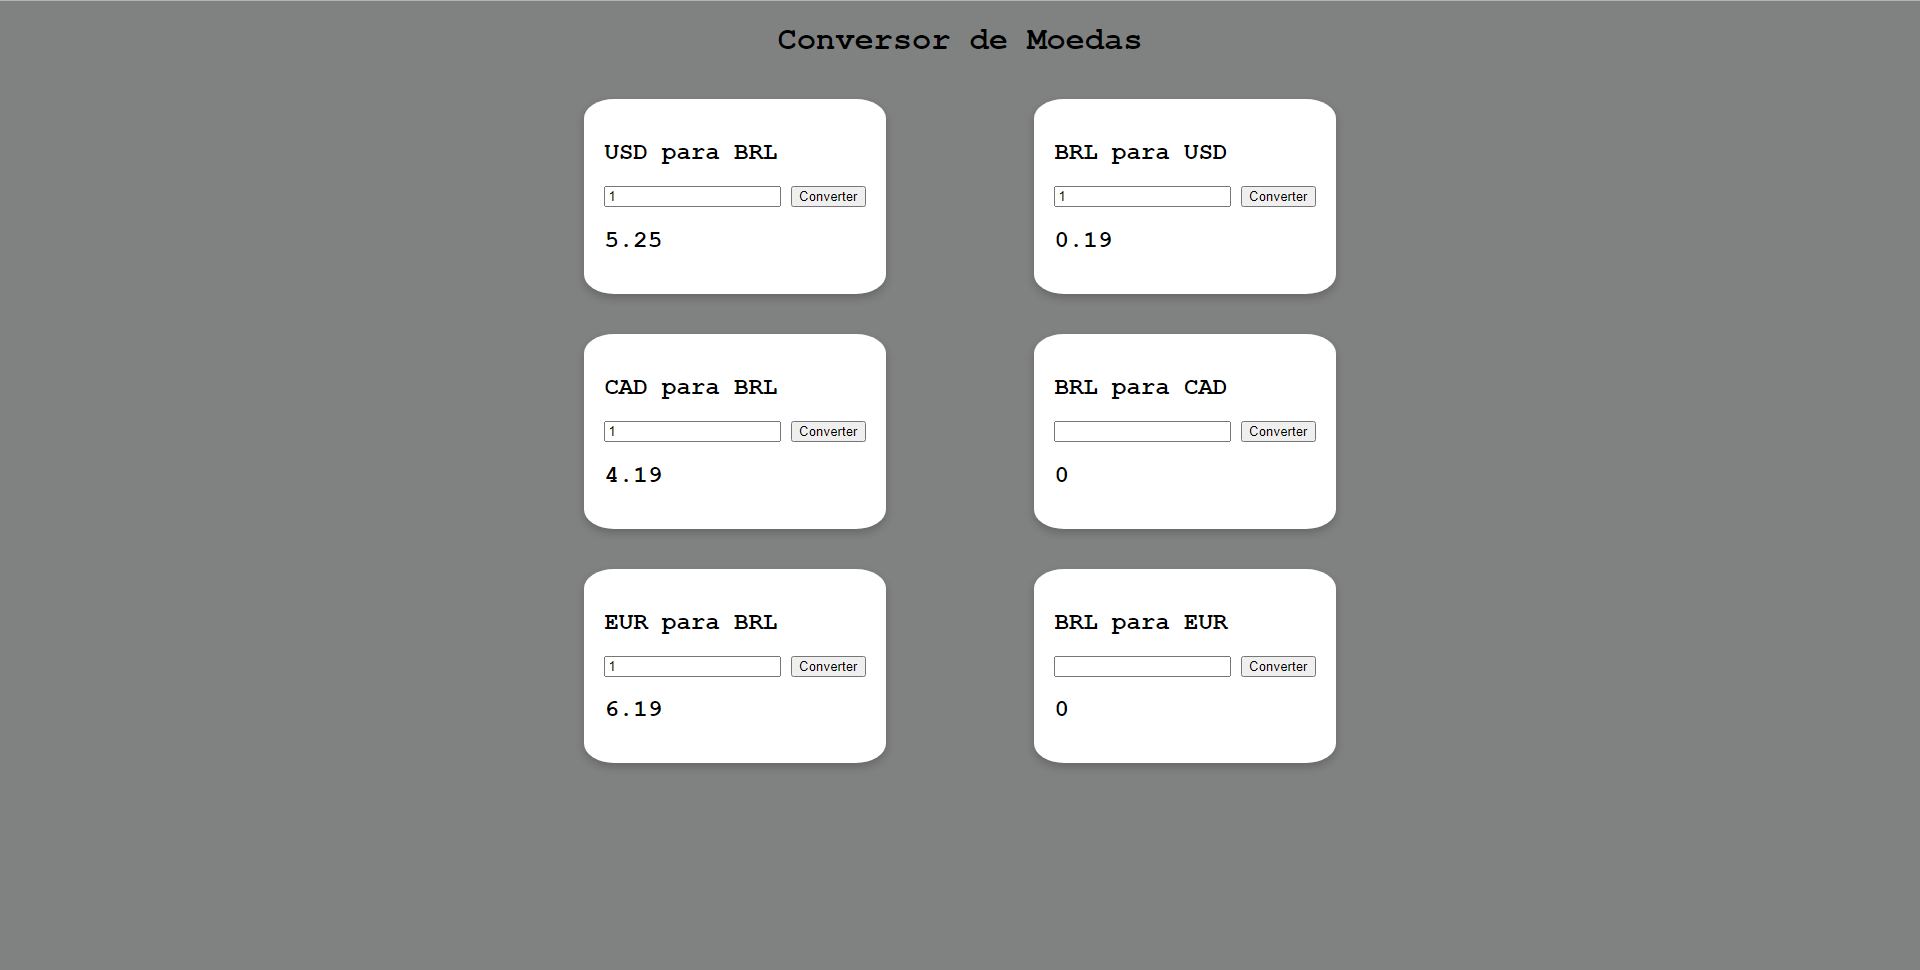 Conversor de Moedas
USD para BRL
1 Converter
5.25
BRL para USD
1 Converter
0.19
CAD para BRL
1 Converter
4.19
BRL para CAD
Converter
0
EUR para BRL
1 Converter
6.19
BRL para EUR
Converter
0